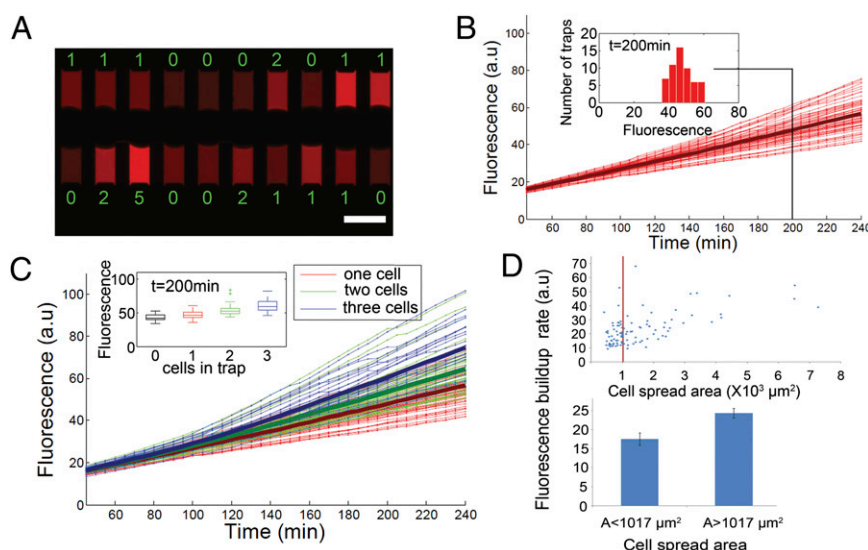 A
1 1 1 0 0 0 2 0 1 1
0 2 5 0 0 2 1 1 1 0
B
Fluorescence (a.u)
100
80
60
40
20
0
Number of traps
20
15
10
5
0
t=200min
0 20 40 60 80
Fluorescence
60 80 100 120 140 160 180 200 220 240
Time (min)
C
Fluorescence (a.u)
100
80
60
40
20
0
Fluorescence
100
50
0
t=200min
0 1 2 3
cells in trap
one cell
two cells
three cells
60 80 100 120 140 160 180 200 220 240
Time (min)
D
Fluorescence buildup rate (a.u)
75
70
60
50
40
30
20
10
0
1 2 3 4 5 6 7 8
Cell spread area (X10³ µm²)
30
25
20
15
10
5
0
A<1017 µm² A>1017 µm²
Cell spread area